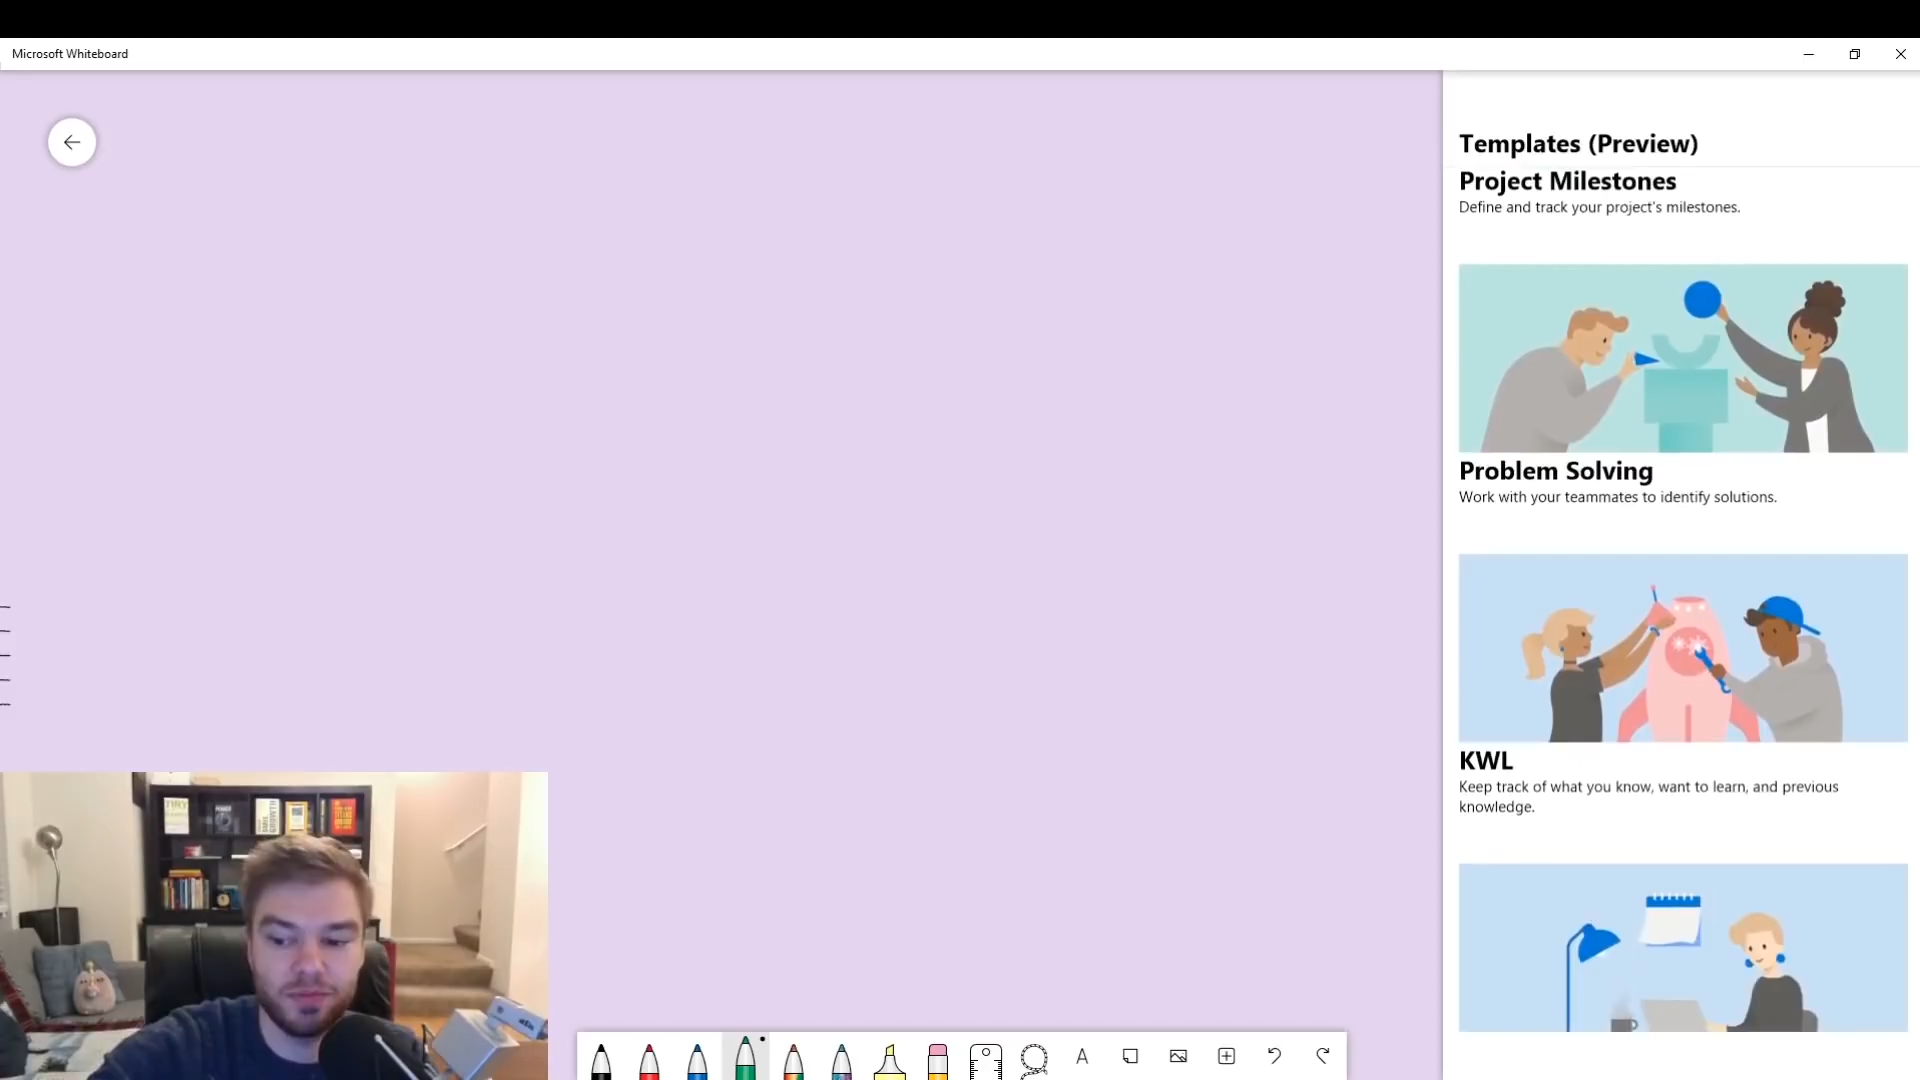 Microsoft Whiteboard
Templates (Preview)
Project Milestones
Define and track your project's milestones.
Problem Solving
Work with your teammates to identify solutions.
KWL
Keep track of what you know, want to learn, and previous
knowledge.